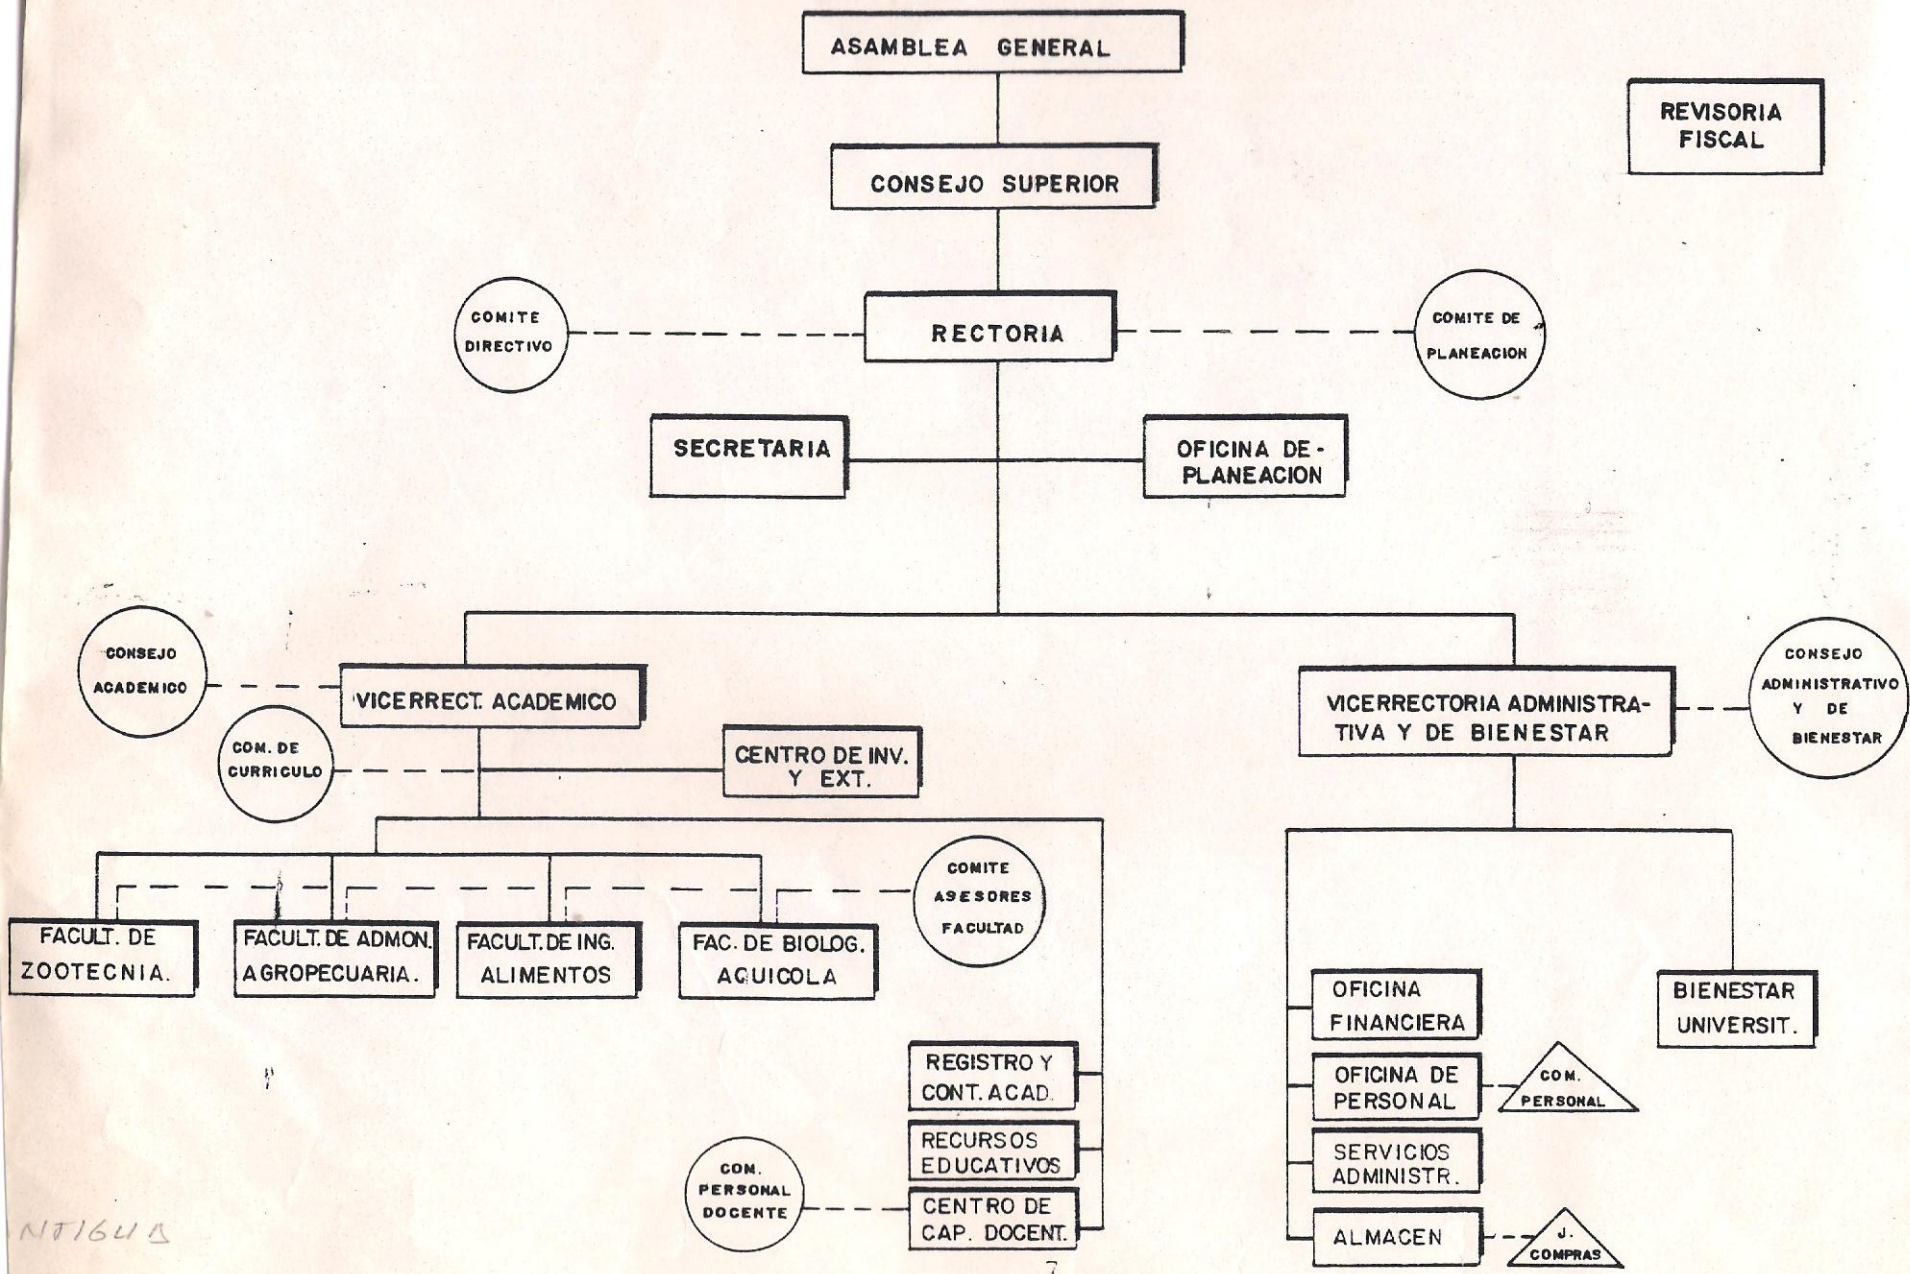 ASAMBLEA GENERAL
REVISORIA
FISCAL
CONSEJO SUPERIOR
COMITE
DIRECTIVO
RECTORIA
COMITE DE
PLANEACION
SECRETARIA
OFICINA DE-
PLANEACION
CONSEJO
ACADEMICO
VICERRECT. ACADEMICO
VICERRECTORIA ADMINISTRA-
TIVA Y DE BIENESTAR
CONSEJO
ADMINISTRATIVO
Y DE
BIENESTAR
COM. DE
CURRICULO
CENTRO DE INV.
Y EXT.
COMITE
ASESORES
FACULTAD
FACULT. DE
ZOOTECNIA.
FACULT. DE ADMON.
AGROPECUARIA.
FACULT. DE ING.
ALIMENTOS
FAC. DE BIOLOG.
ACUICOLA
OFICINA
FINANCIERA
BIENESTAR
UNIVERSIT.
REGISTRO Y
CONT. ACAD.
OFICINA DE
PERSONAL
COM.
PERSONAL
RECURSOS
EDUCATIVOS
SERVICIOS
ADMINISTR.
COM.
PERSONAL
DOCENTE
CENTRO DE
CAP. DOCENT.
ALMACEN
J.
COMPRAS